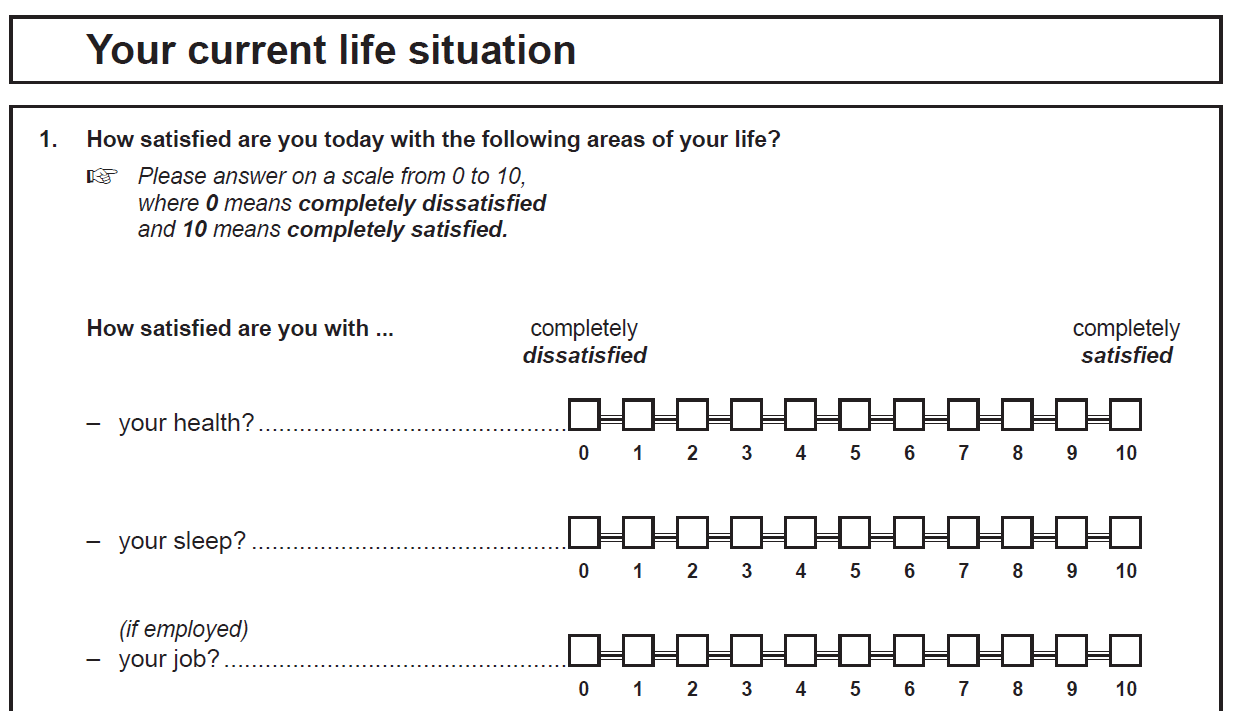 Your current life situation
1. How satisfied are you today with the following areas of your life?
☞ Please answer on a scale from 0 to 10,
where 0 means completely dissatisfied
and 10 means completely satisfied.
How satisfied are you with ... completely completely
dissatisfied satisfied
– your health?.............................................
0 1 2 3 4 5 6 7 8 9 10
– your sleep? ..............................................
0 1 2 3 4 5 6 7 8 9 10
(if employed)
– your job?..................................................
0 1 2 3 4 5 6 7 8 9 10